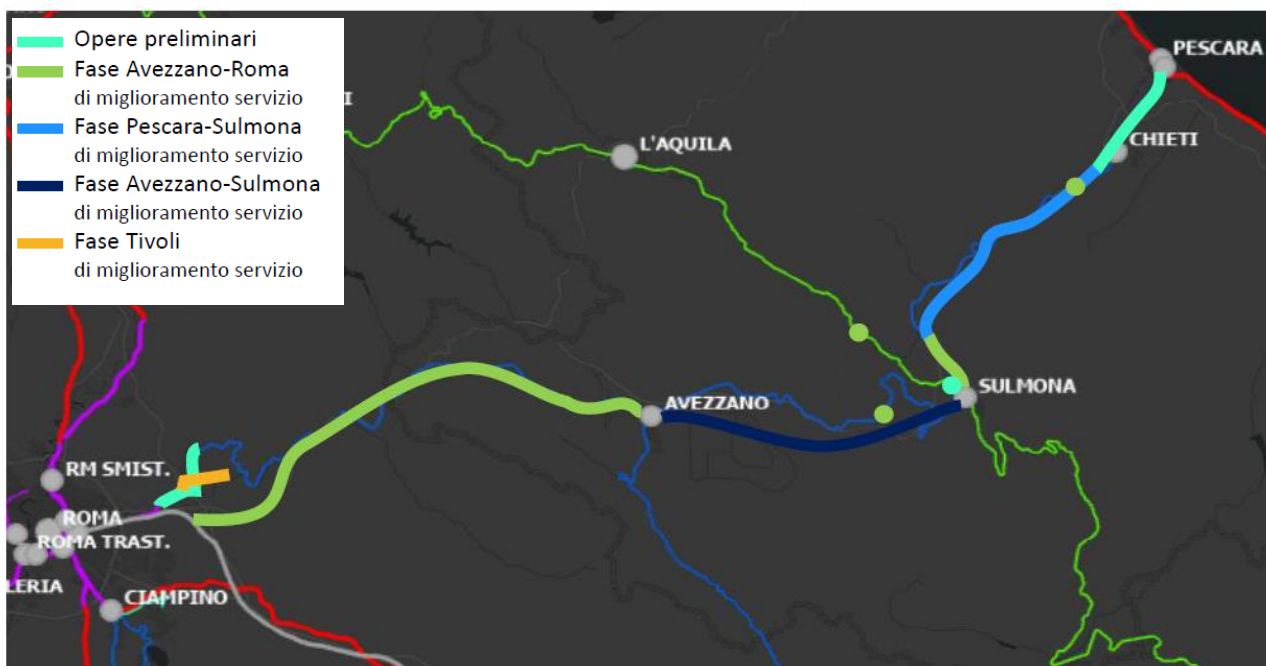 Opere preliminari
Fase Avezzano-Roma
di miglioramento servizio
Fase Pescara-Sulmona
di miglioramento servizio
Fase Avezzano-Sulmona
di miglioramento servizio
Fase Tivoli
di miglioramento servizio
PESCARA
CHIETI
L'AQUILA
SULMONA
AVEZZANO
RM SMIST.
ROMA
ROMA TRAST.
LERIA
CIAMPINO